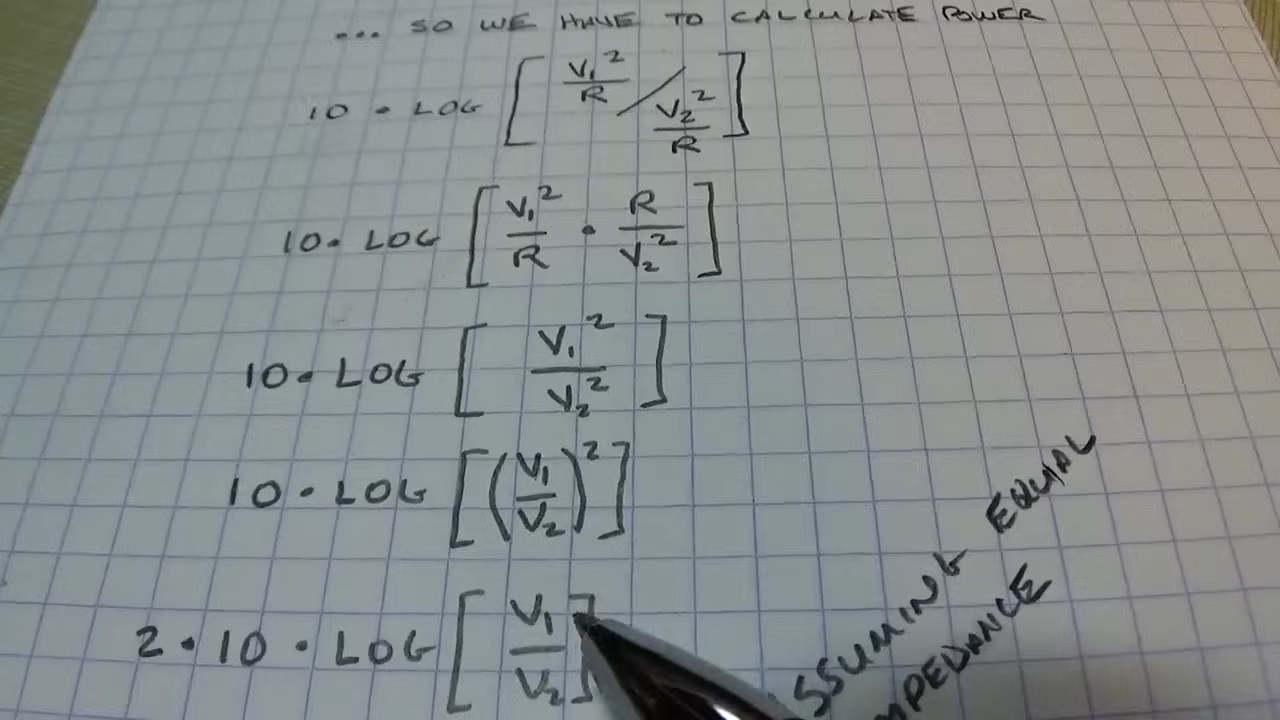 ... SO WE HAVE TO CALCULATE POWER
10 · LOG [ V₁²/R / V₂²/R ]
10 · LOG [ V₁²/R · R/V₂² ]
10 · LOG [ V₁²/V₂² ]
10 · LOG [ (V₁/V₂)² ]
2 · 10 · LOG [ V₁/V₂ ]
SSUMING EQUAL
MPEDANCE